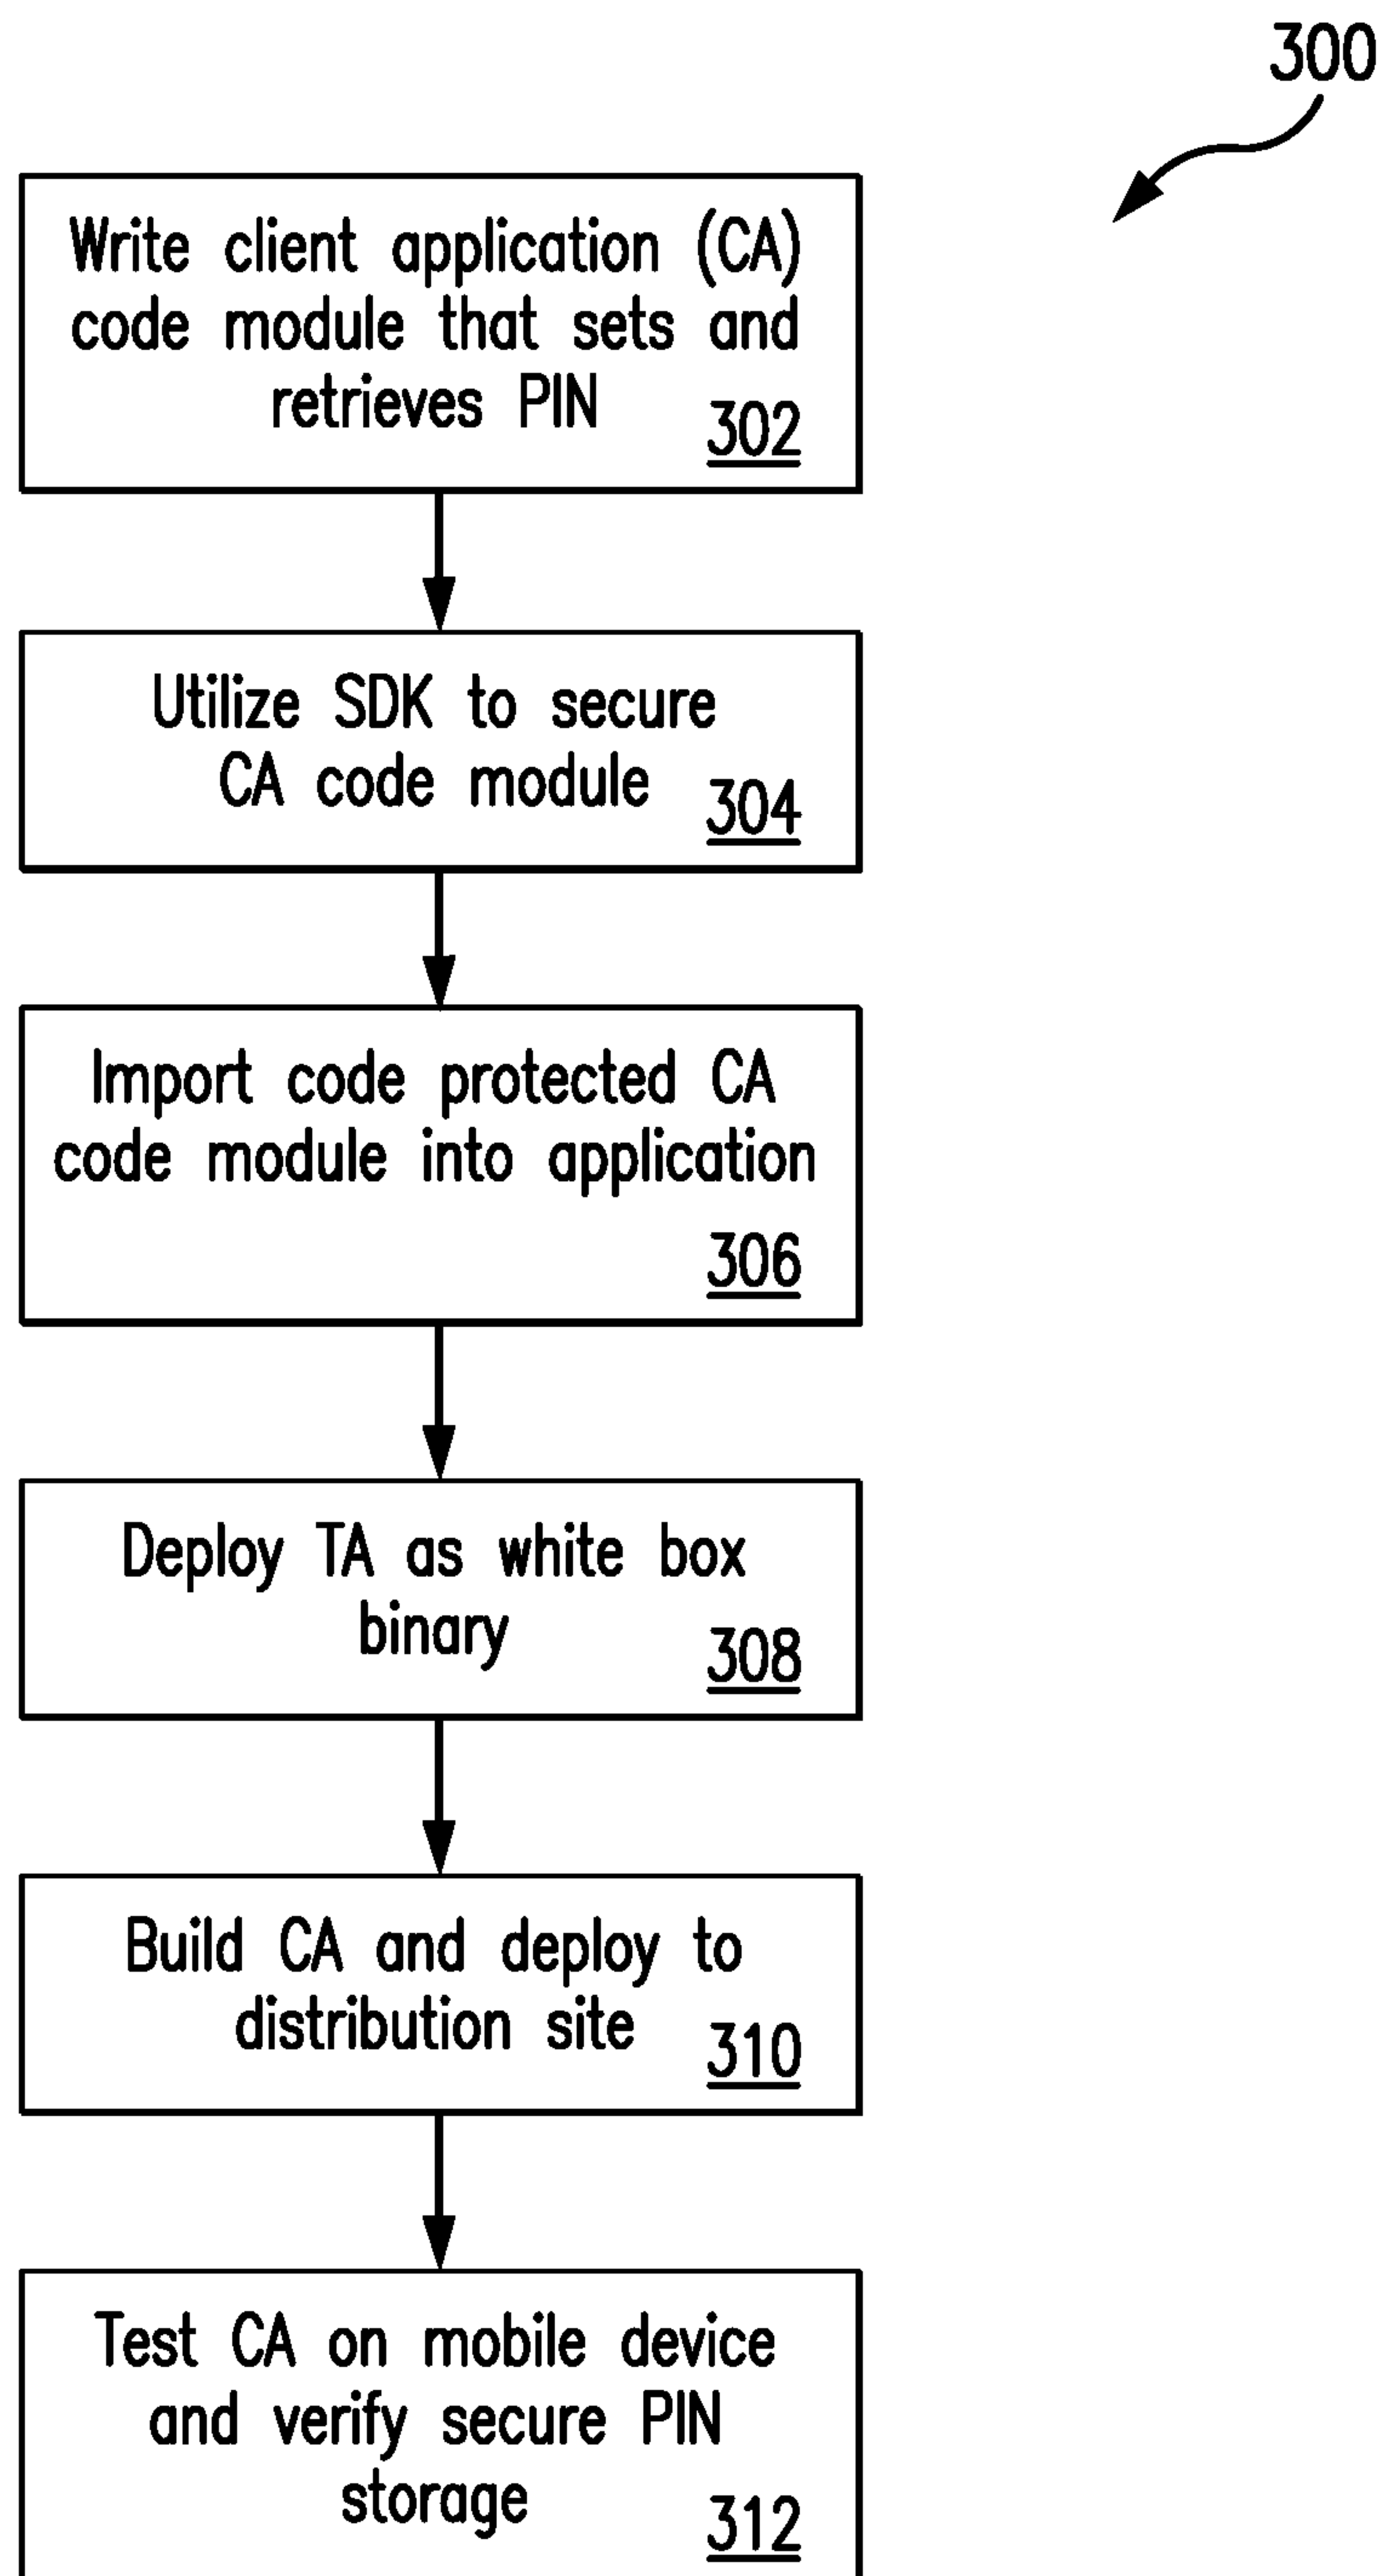 300
Write client application (CA)
code module that sets and
retrieves PIN
302
Utilize SDK to secure
CA code module
304
Import code protected CA
code module into application
306
Deploy TA as white box
binary
308
Build CA and deploy to
distribution site
310
Test CA on mobile device
and verify secure PIN
storage
312